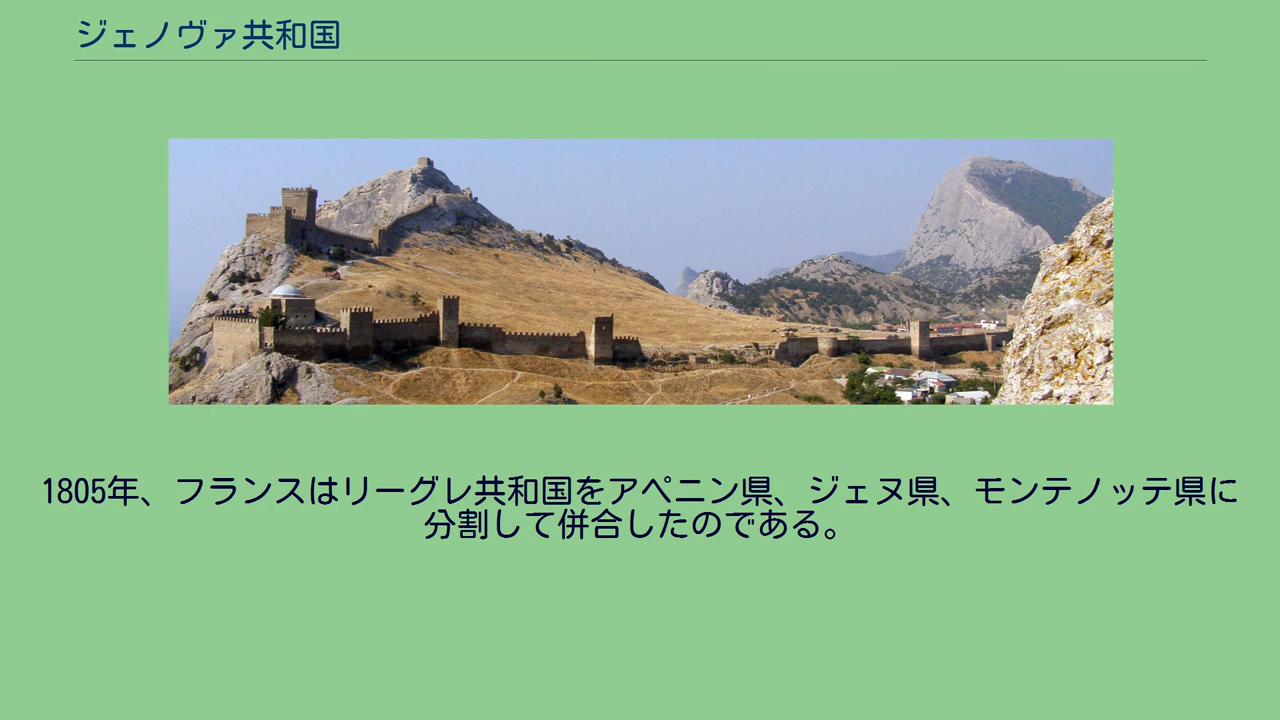 ジェノヴァ共和国
1805年、フランスはリーグレ共和国をアペニン県、ジェヌ県、モンテノッテ県に
分割して併合したのである。